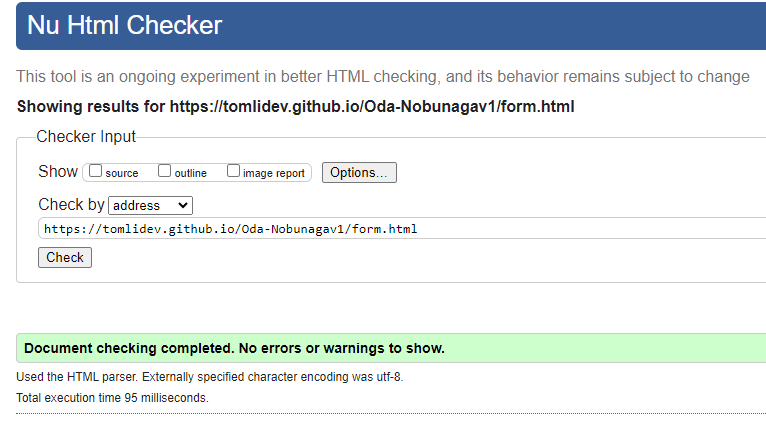 Nu Html Checker
This tool is an ongoing experiment in better HTML checking, and its behavior remains subject to change
Showing results for https://tomlidev.github.io/Oda-Nobunagav1/form.html
Checker Input
Show source outline image report Options...
Check by address
https://tomlidev.github.io/Oda-Nobunagav1/form.html
Check
Document checking completed. No errors or warnings to show.
Used the HTML parser. Externally specified character encoding was utf-8.
Total execution time 95 milliseconds.